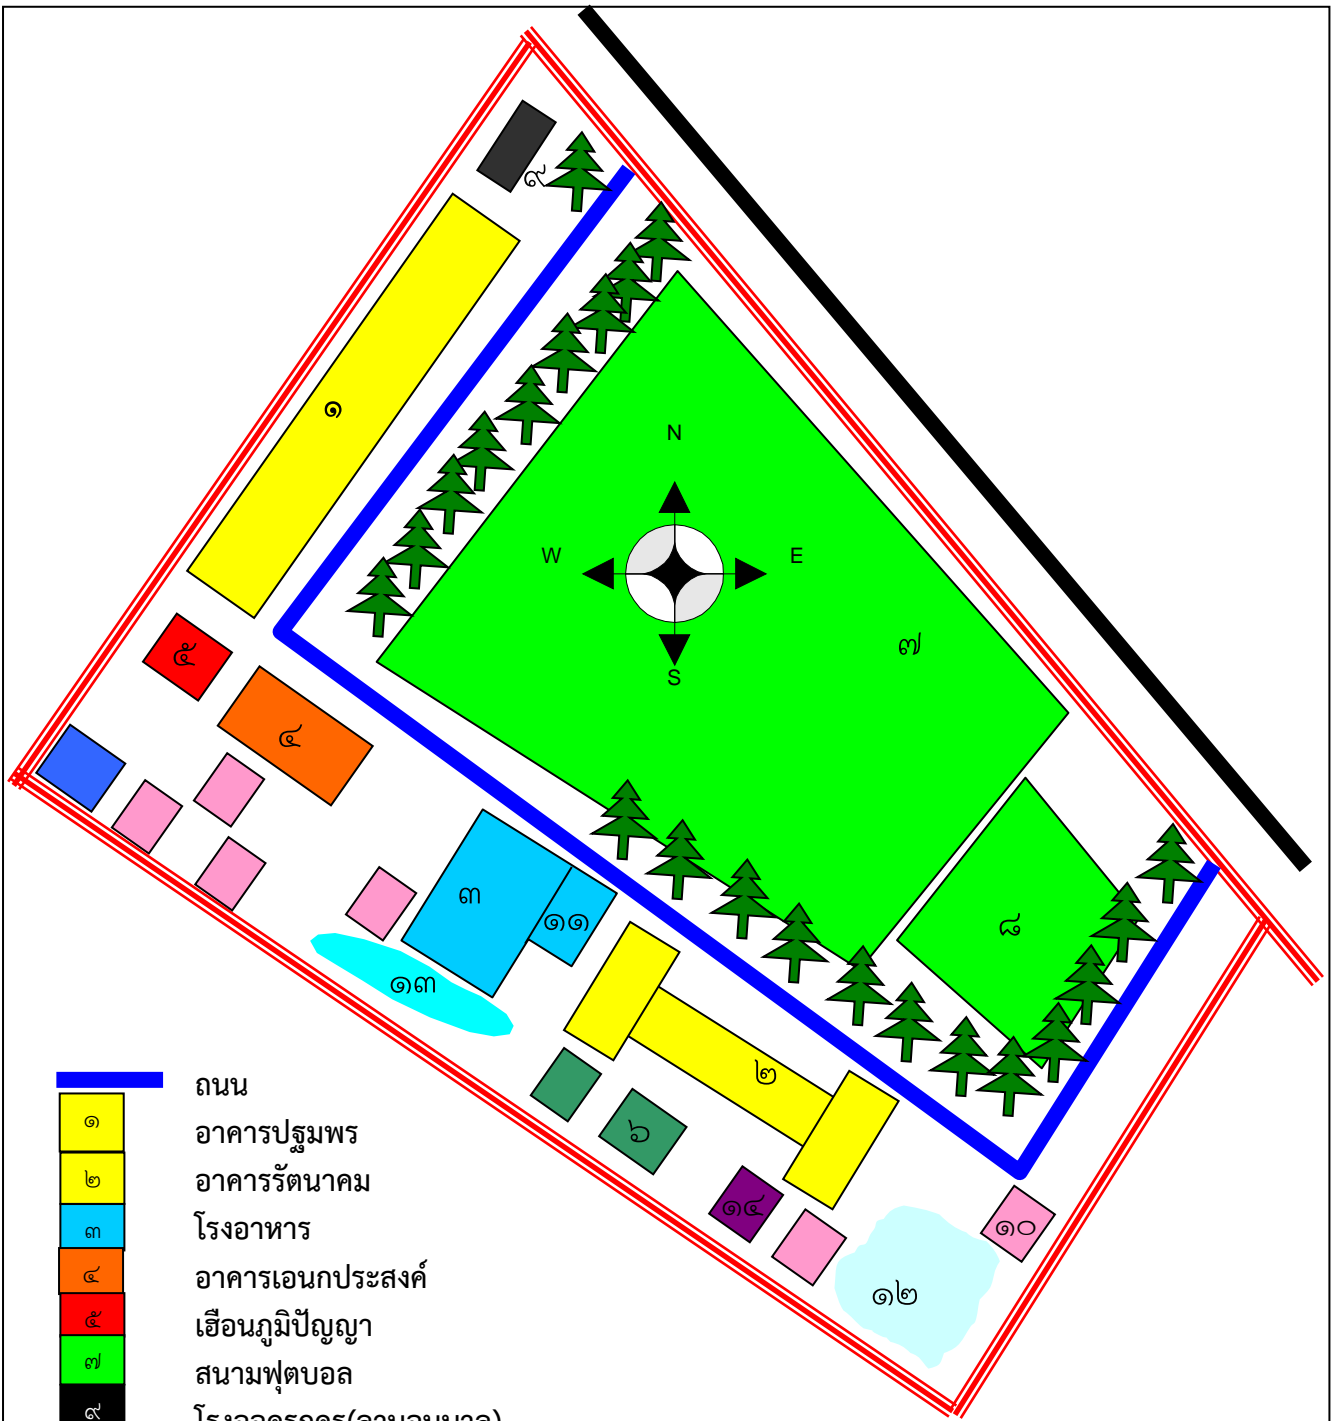 ๙
๑
N
W
E
๗
S
๕
๔
๓
๑๑
๘
๑๓
๒
๖
๑๔
๑๐
๑๒
ถนน
๑ อาคารปฐมพร
๒ อาคารรัตนาคม
๓ โรงอาหาร
๔ อาคารเอนกประสงค์
๕ เฮือนภูมิปัญญา
๗ สนามฟุตบอล
๙